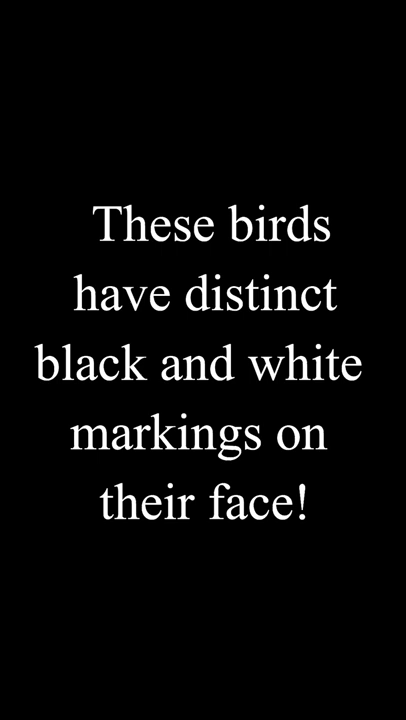 These birds
have distinct
black and white
markings on
their face!